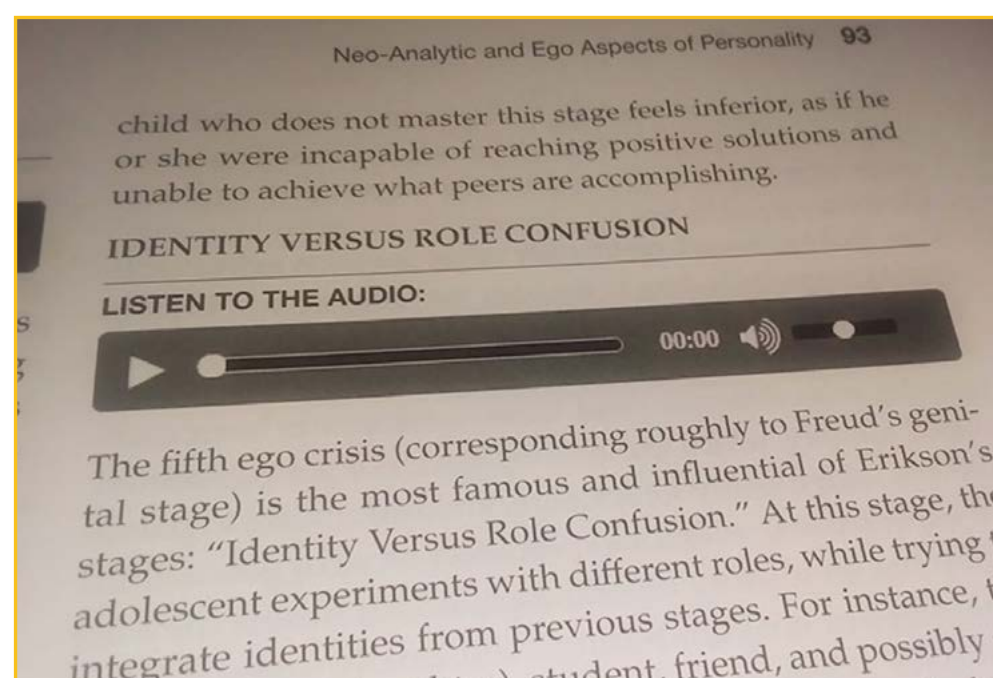 Neo-Analytic and Ego Aspects of Personality 93
child who does not master this stage feels inferior, as if he
or she were incapable of reaching positive solutions and
unable to achieve what peers are accomplishing.
IDENTITY VERSUS ROLE CONFUSION
LISTEN TO THE AUDIO:
00:00
The fifth ego crisis (corresponding roughly to Freud's geni-
tal stage) is the most famous and influential of Erikson's
stages: "Identity Versus Role Confusion." At this stage, the
adolescent experiments with different roles, while trying
integrate identities from previous stages. For instance,
student, friend, and possibly